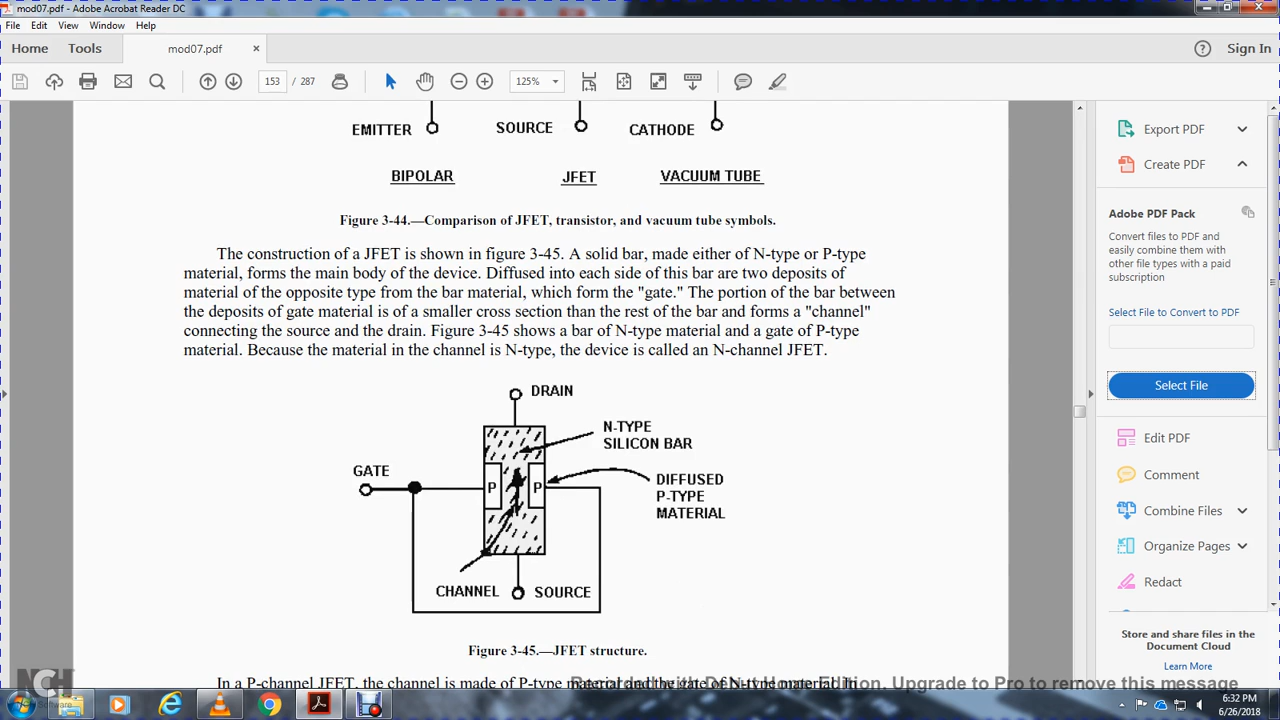 mod07.pdf - Adobe Acrobat Reader DC
File Edit View Window Help
Home Tools mod07.pdf × Sign In
153 / 287 125%
EMITTER SOURCE CATHODE
BIPOLAR JFET VACUUM TUBE
Figure 3-44.—Comparison of JFET, transistor, and vacuum tube symbols.
The construction of a JFET is shown in figure 3-45. A solid bar, made either of N-type or P-type
material, forms the main body of the device. Diffused into each side of this bar are two deposits of
material of the opposite type from the bar material, which form the "gate." The portion of the bar between
the deposits of gate material is of a smaller cross section than the rest of the bar and forms a "channel"
connecting the source and the drain. Figure 3-45 shows a bar of N-type material and a gate of P-type
material. Because the material in the channel is N-type, the device is called an N-channel JFET.
DRAIN
N-TYPE
SILICON BAR
GATE
P P
DIFFUSED
P-TYPE
MATERIAL
CHANNEL SOURCE
Figure 3-45.—JFET structure.
In a P-channel JFET, the channel is made of P-type material and the gate of N-type material. In
Export PDF
Create PDF
Adobe PDF Pack
Convert files to PDF and
easily combine them with
other file types with a paid
subscription
Select File to Convert to PDF
Select File
Edit PDF
Comment
Combine Files
Organize Pages
Redact
Store and share files in the
Document Cloud
Learn More
NCH
Software
Home Edition. Upgrade to Pro to remove this message
6:32 PM
6/26/2018